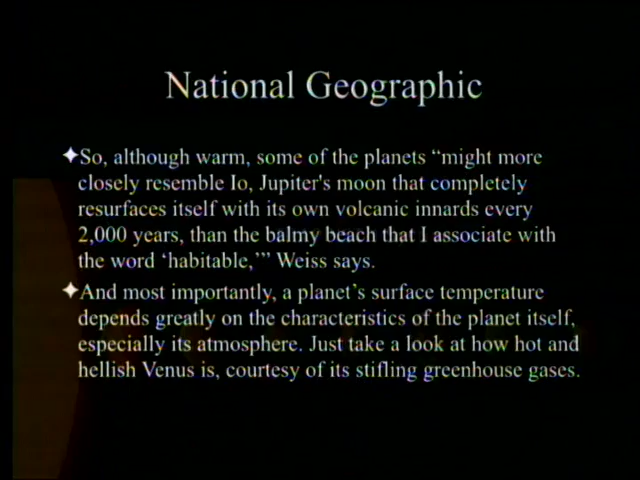 National Geographic
✦So, although warm, some of the planets “might more
closely resemble Io, Jupiter's moon that completely
resurfaces itself with its own volcanic innards every
2,000 years, than the balmy beach that I associate with
the word ‘habitable,’” Weiss says.
✦And most importantly, a planet’s surface temperature
depends greatly on the characteristics of the planet itself,
especially its atmosphere. Just take a look at how hot and
hellish Venus is, courtesy of its stifling greenhouse gases.